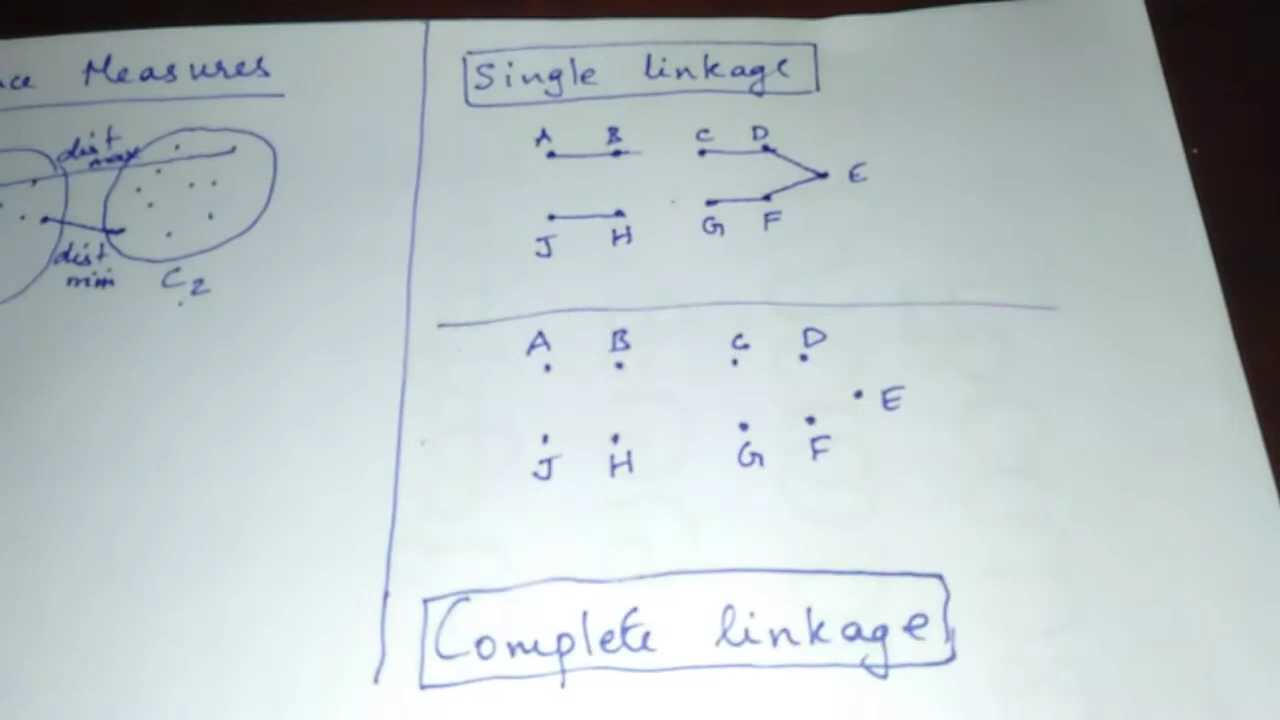 Measures
dist
max
dist
min
C2
Single linkage
A B C D
E
J H G F
A B C D
E
J H G F
Complete linkage